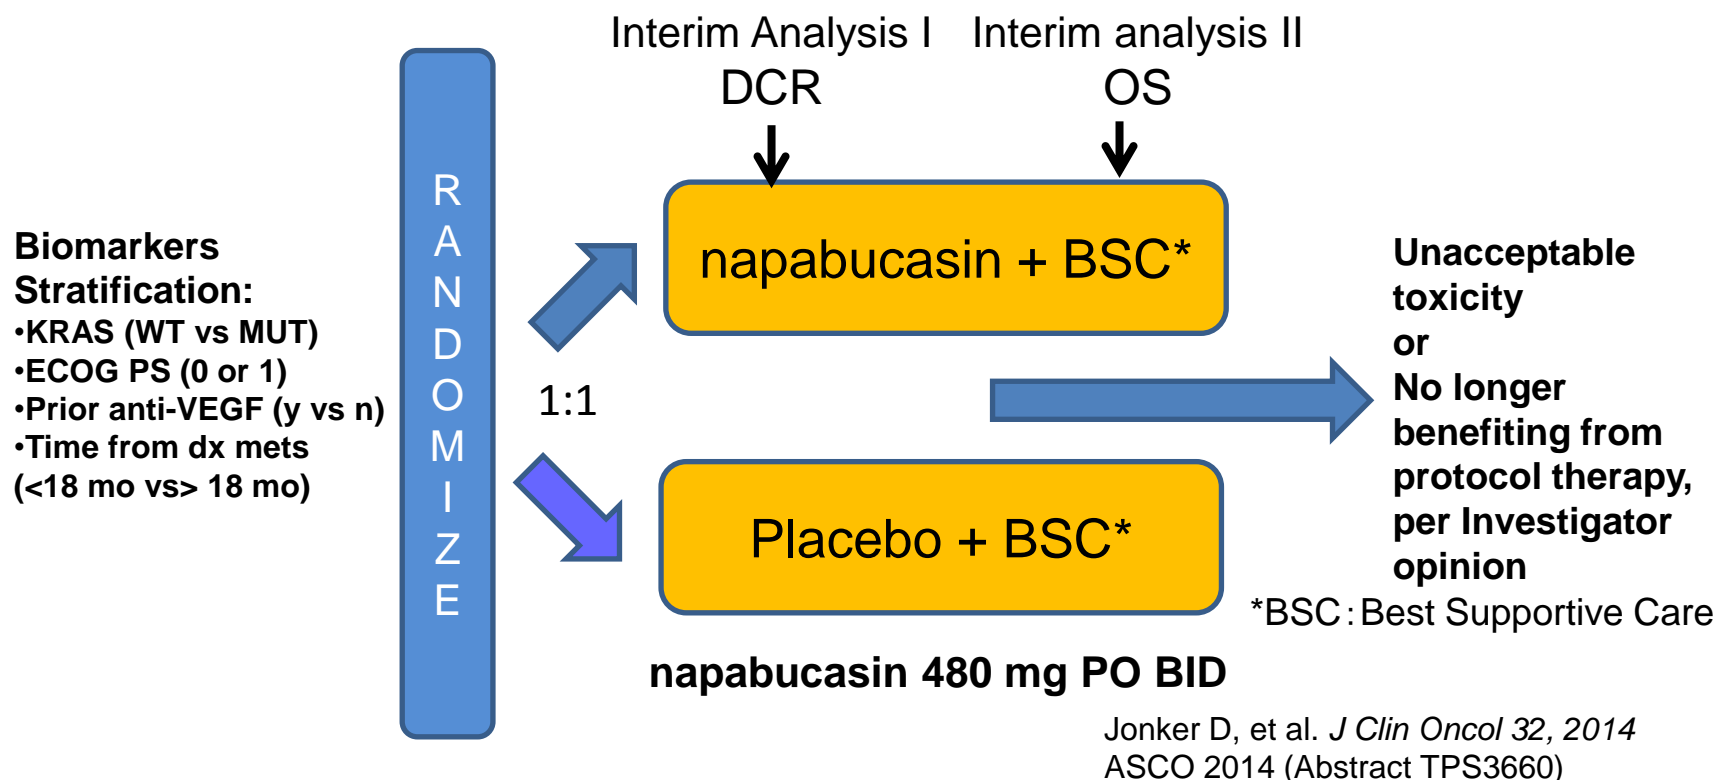 Interim Analysis I
DCR
Interim analysis II
OS
Biomarkers
Stratification:
•KRAS (WT vs MUT)
•ECOG PS (0 or 1)
•Prior anti-VEGF (y vs n)
•Time from dx mets
(<18 mo vs> 18 mo)
R
A
N
D
O
M
I
Z
E
1:1
napabucasin + BSC*
Placebo + BSC*
Unacceptable
toxicity
or
No longer
benefiting from
protocol therapy,
per Investigator
opinion
*BSC：Best Supportive Care
napabucasin 480 mg PO BID
Jonker D, et al. J Clin Oncol 32, 2014
ASCO 2014 (Abstract TPS3660)